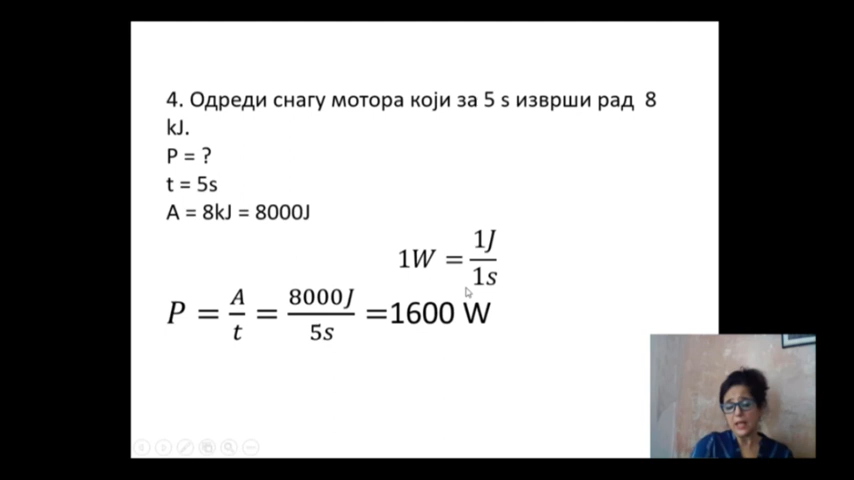 4. Одреди снагу мотора који за 5 s изврши рад 8
kJ.
P = ?
t = 5s
A = 8kJ = 8000J
1W = 1J/1s
P = A/t = 8000J/5s =1600 W